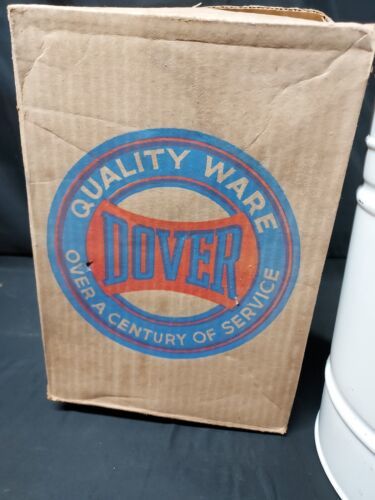 QUALITY WARE
DOVER
OVER A CENTURY OF SERVICE